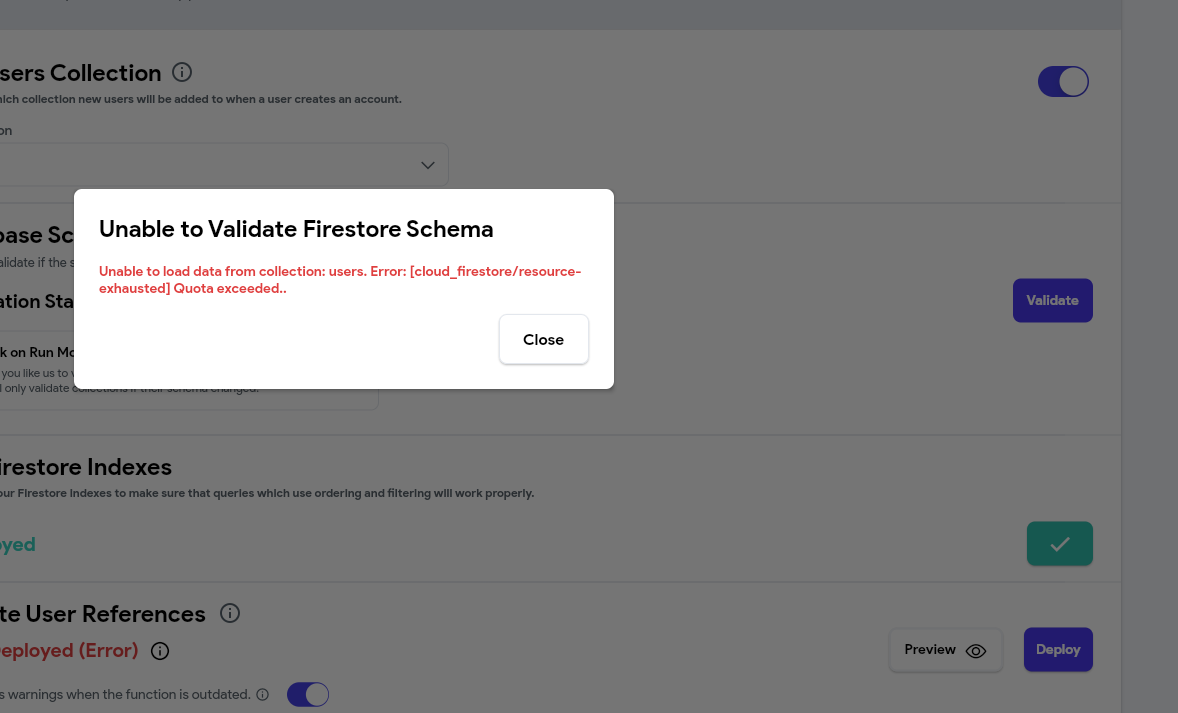 sers Collection
hich collection new users will be added to when a user creates an account.
on
Unable to Validate Firestore Schema
Unable to load data from collection: users. Error: [cloud_firestore/resource-
exhausted] Quota exceeded..
Close
base Sc
alidate if the s
ation Sta
Validate
k on Run Mo
you like us to v
l only validate collections if their schema changed.
irestore Indexes
our Firestore Indexes to make sure that queries which use ordering and filtering will work properly.
oyed
te User References
eployed (Error)
Preview
Deploy
s warnings when the function is outdated.